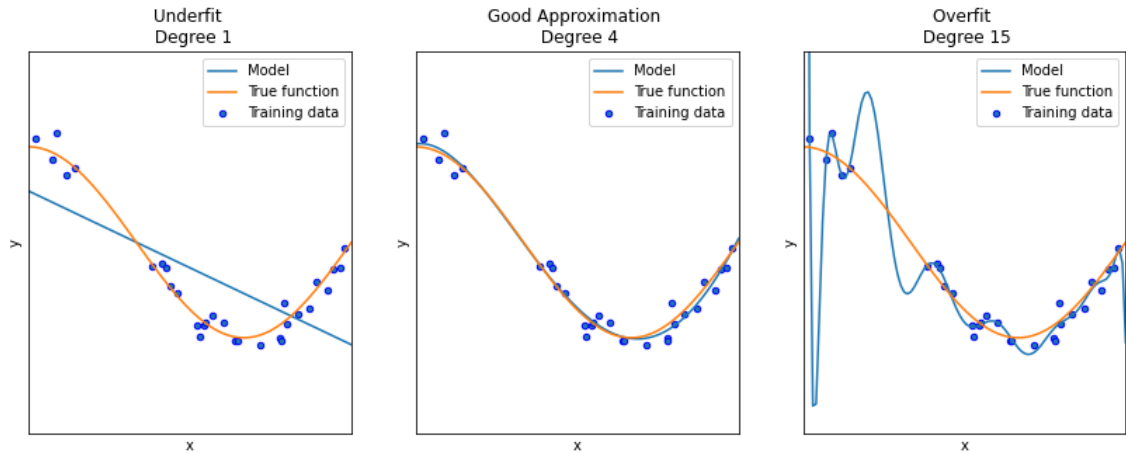 Underfit
Degree 1
Model
True function
Training data
y
x
Good Approximation
Degree 4
Model
True function
Training data
y
x
Overfit
Degree 15
Model
True function
Training data
y
x